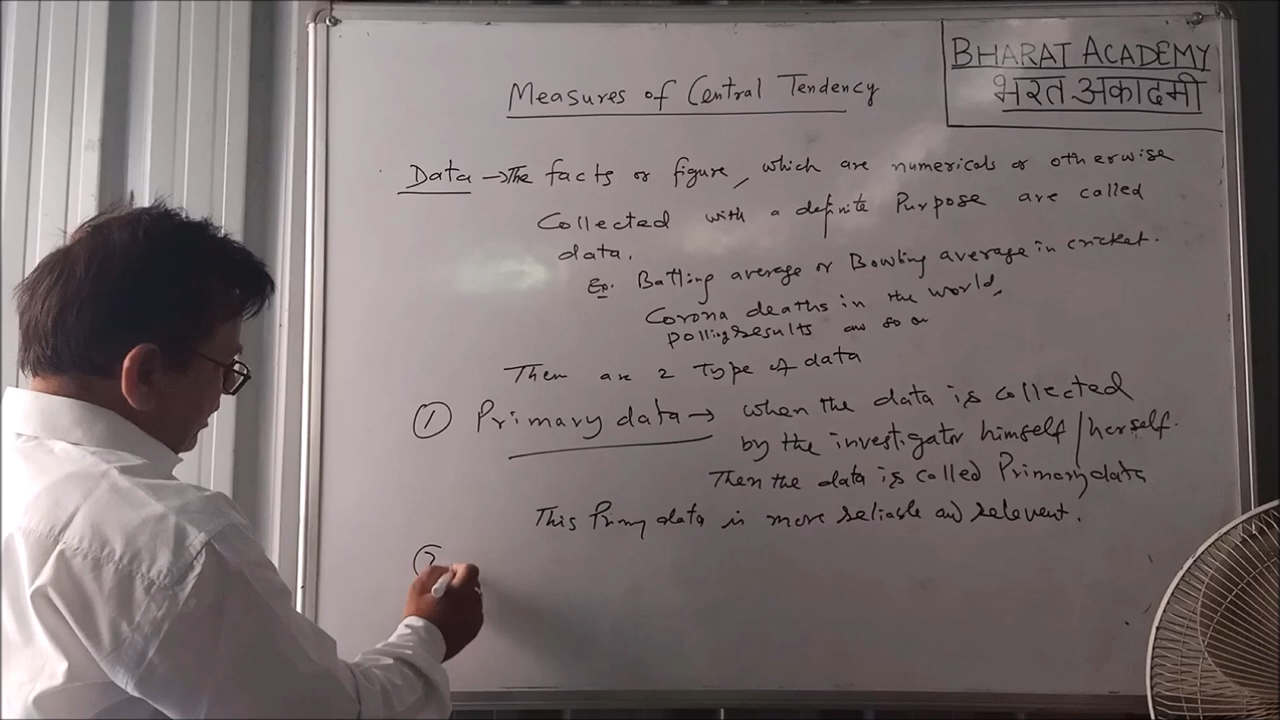 BHARAT ACADEMY
भरत अकादमी
Measures of Central Tendency
Data → The facts or figure, which are numericals or otherwise
Collected with a definite Purpose are called
data.
Ex. Batting average or Bowling average in cricket.
Corona deaths in the world,
polling results and so on
Then are 2 Type of data
① Primary data → when the data is collected
by the investigator himself/herself.
Then the data is called Primary data
This Primy data is more reliable and relevent.
②